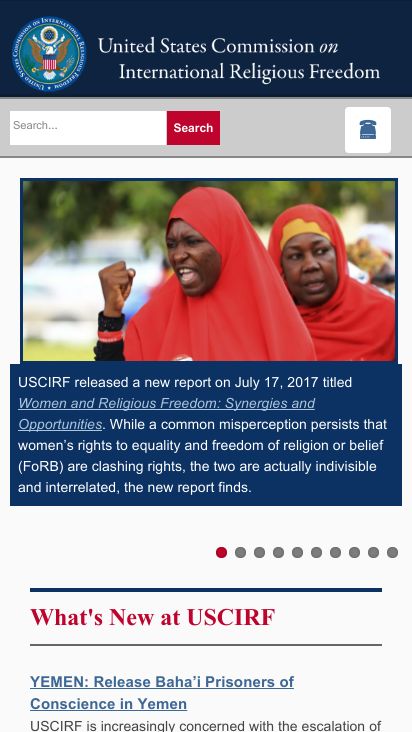 United States Commission on
International Religious Freedom
Search...
Search
USCIRF released a new report on July 17, 2017 titled
Women and Religious Freedom: Synergies and
Opportunities. While a common misperception persists that
women’s rights to equality and freedom of religion or belief
(FoRB) are clashing rights, the two are actually indivisible
and interrelated, the new report finds.
What's New at USCIRF
YEMEN: Release Baha’i Prisoners of
Conscience in Yemen
USCIRF is increasingly concerned with the escalation of